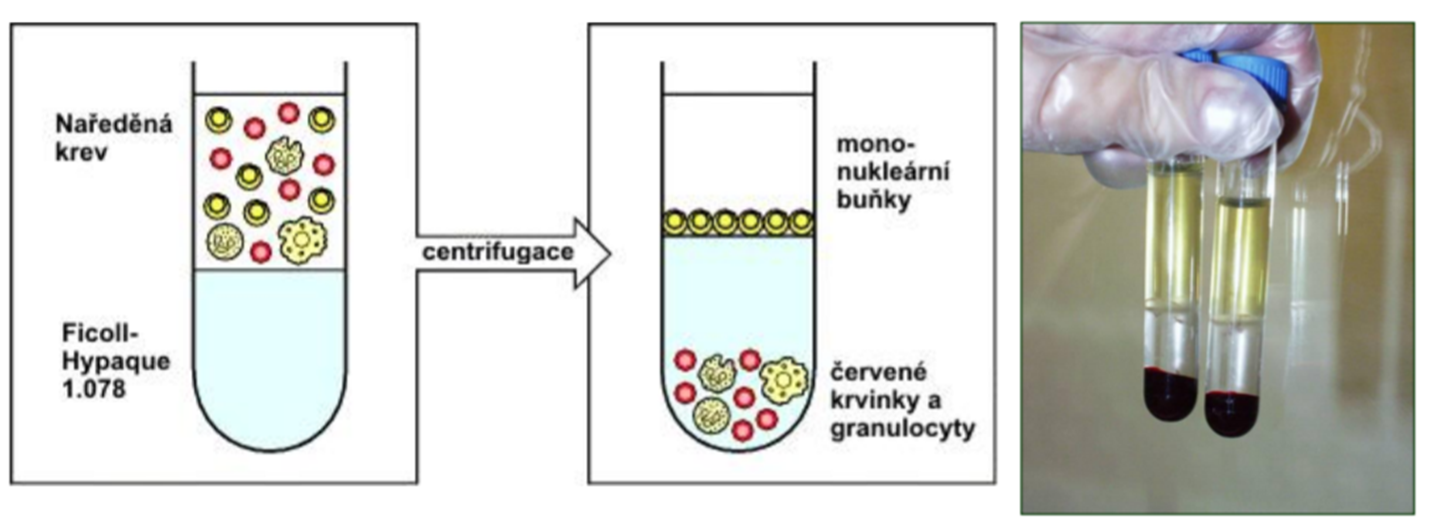 Naředěná
krev
Ficoll-
Hypaque
1.078
centrifugace
mono-
nukleární
buňky
červené
krvinky a
granulocyty